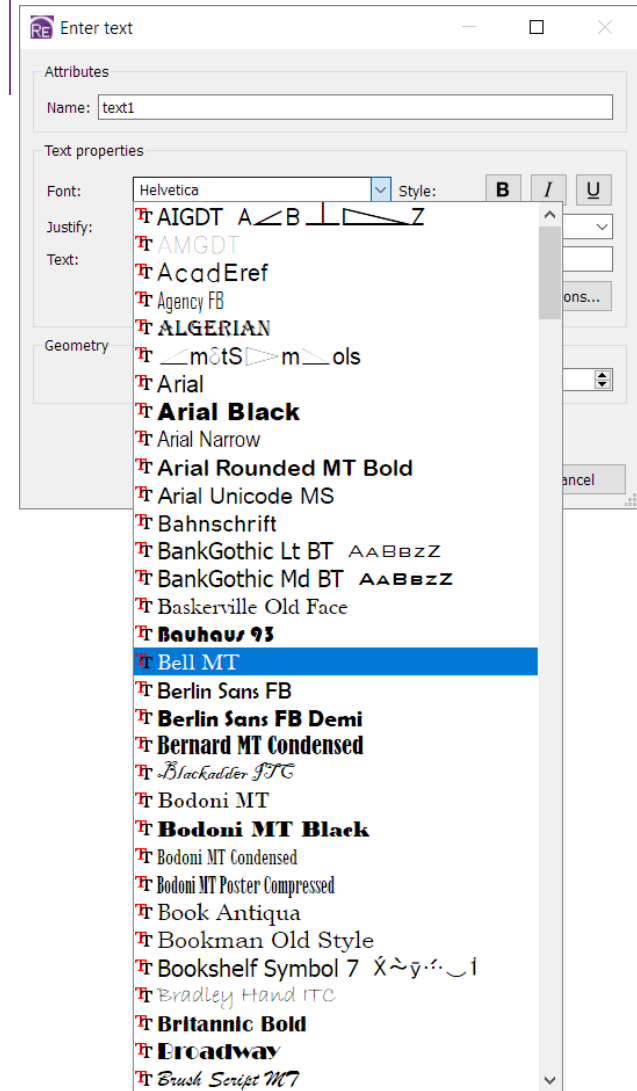 RE Enter text
Attributes
Name: text1
Text properties
Font: Helvetica Style: B I U
Justify:
Text:
ons...
Geometry
ancel
AIGDT A B Z
AMGDT
AcadEref
Agency FB
ALGERIAN
mδtS m ols
Arial
Arial Black
Arial Narrow
Arial Rounded MT Bold
Arial Unicode MS
Bahnschrift
BankGothic Lt BT AABBZZ
BankGothic Md BT AABBZZ
Baskerville Old Face
Bauhaus 93
Bell MT
Berlin Sans FB
Berlin Sans FB Demi
Bernard MT Condensed
Blackadder ITC
Bodoni MT
Bodoni MT Black
Bodoni MT Condensed
Bodoni MT Poster Compressed
Book Antiqua
Bookman Old Style
Bookshelf Symbol 7
Bradley Hand ITC
Britannic Bold
Broadway
Brush Script MT